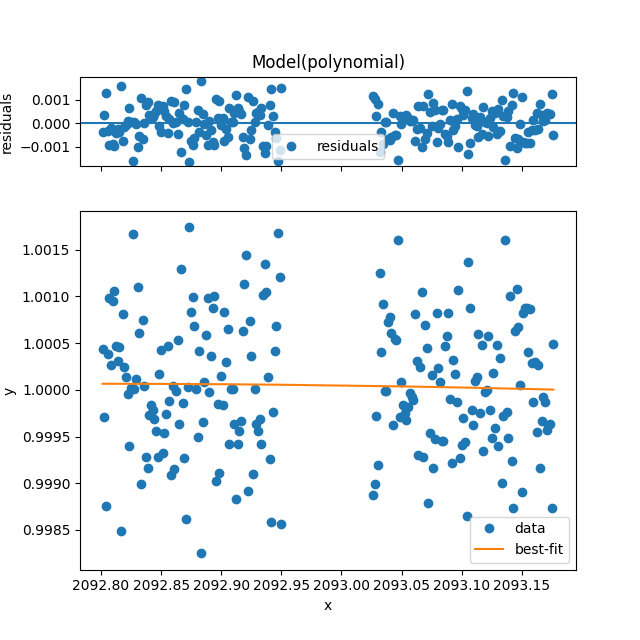 Model(polynomial)
residuals
0.001
0.000
−0.001
residuals
y
1.0015
1.0010
1.0005
1.0000
0.9995
0.9990
0.9985
data
best-fit
2092.80 2092.85 2092.90 2092.95 2093.00 2093.05 2093.10 2093.15
x